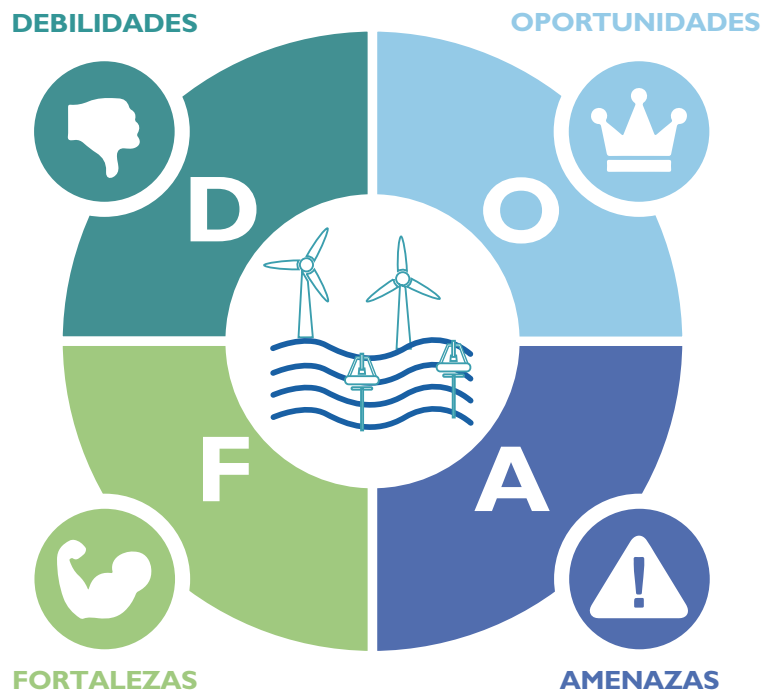 DEBILIDADES
OPORTUNIDADES
D
O
F
A
!
FORTALEZAS
AMENAZAS